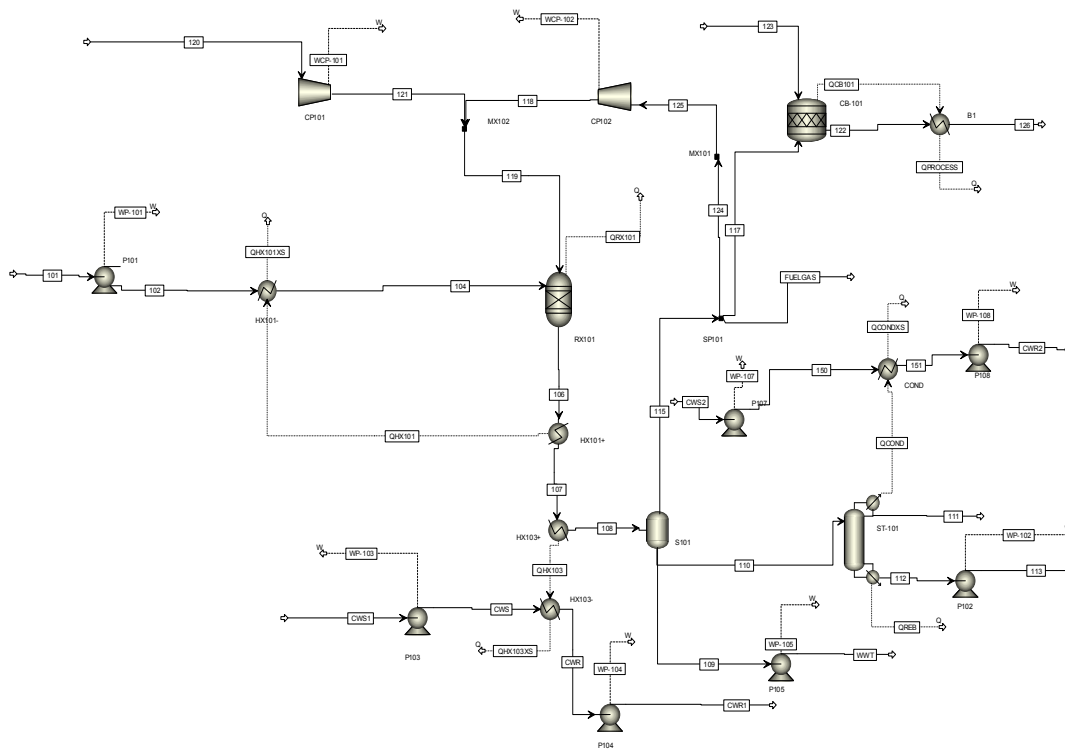 W
W
120
WCP-102
123
WCP-101
QCB101
CB-101
121
118
125
CP101
MX102
CP102
122
B1
126
MX101
QPROCESS
Q
119
124
117
Q
W
WP-101
Q
QRX101
P101
QHX101XS
FUELGAS
101
102
104
HX101-
RX101
SP101
Q
W
QCONDXS
WP-108
W
WP-107
150
151
CWR2
COND
P108
CWS2
P107
106
115
QHX101
HX101+
QCOND
107
ST-101
111
HX103+
108
S101
WP-102
W
WP-103
110
112
113
QHX103
P102
HX103-
CWS1
CWS
W
WP-105
QREB
Q
P103
Q
QHX103XS
CWR
W
WP-104
109
WWT
P105
CWR1
P104